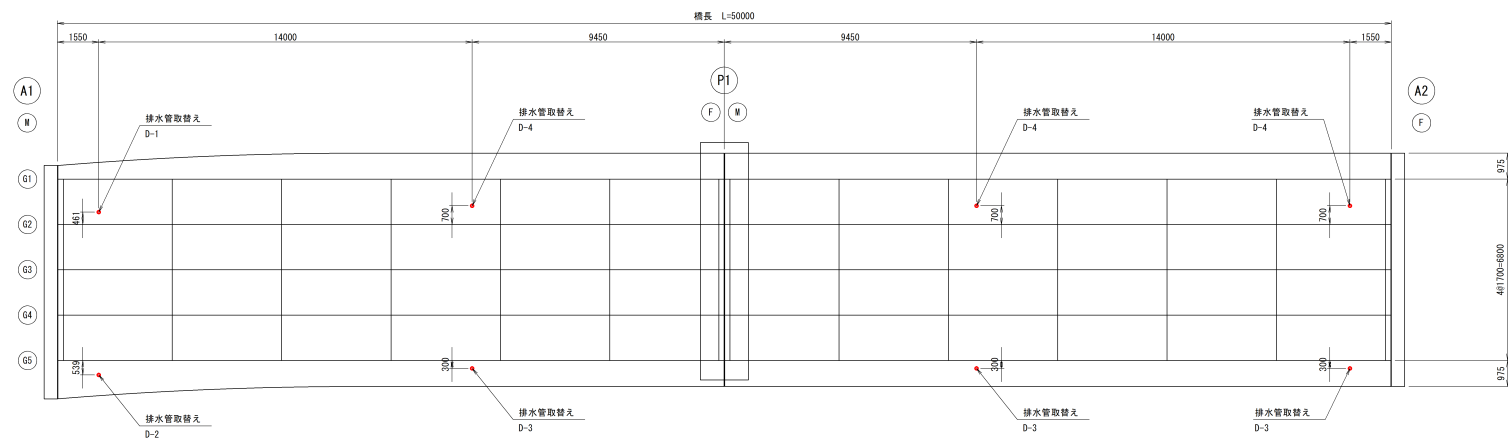 橋長 L=50000
1550 14000 9450 9450 14000 1550
A1
P1
A2
M
F M
F
排水管取替え
D-1
排水管取替え
D-4
排水管取替え
D-4
排水管取替え
D-4
G1
G2
G3
G4
G5
461
700
700
700
975
4@1700=6800
975
539
300
300
300
排水管取替え
D-2
排水管取替え
D-3
排水管取替え
D-3
排水管取替え
D-3